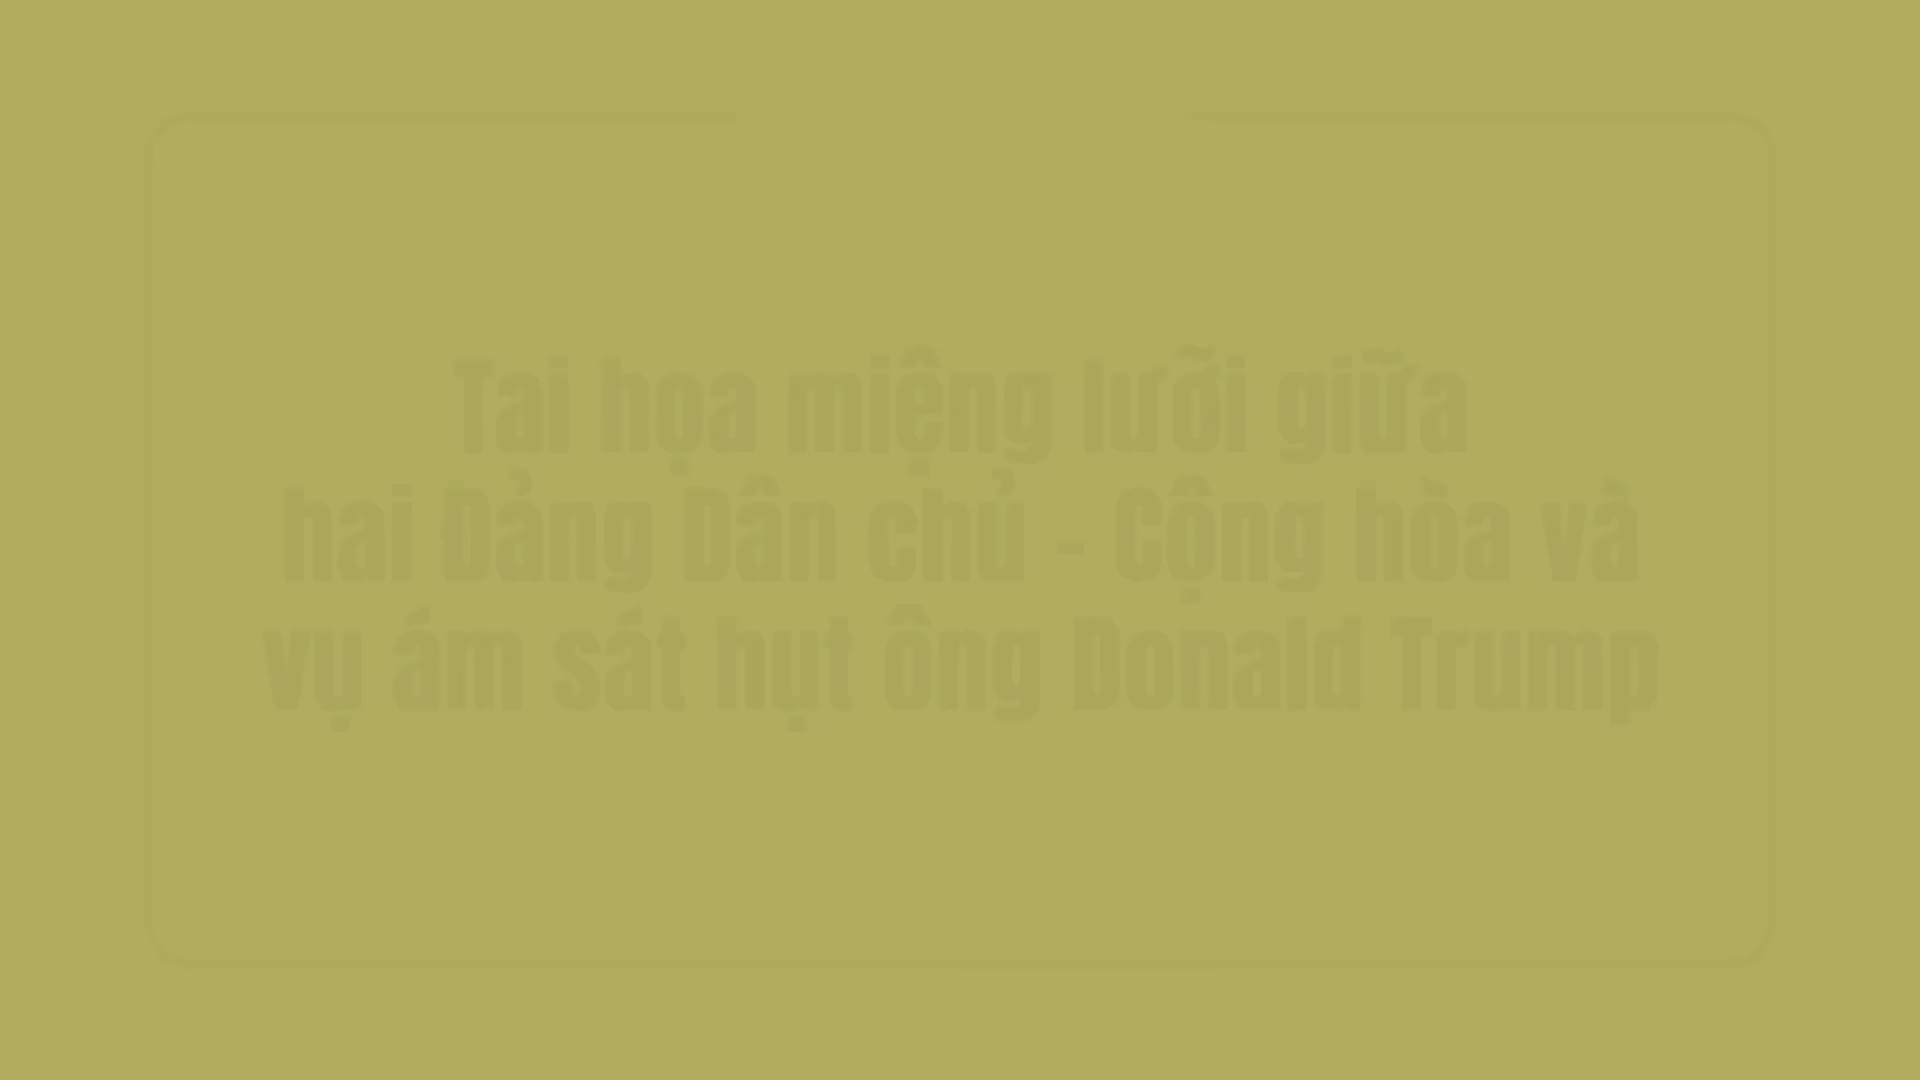 Tai họa miệng lưỡi giữa
hai Đảng Dân chủ - Cộng hòa và
vụ ám sát hụt ông Donald Trump